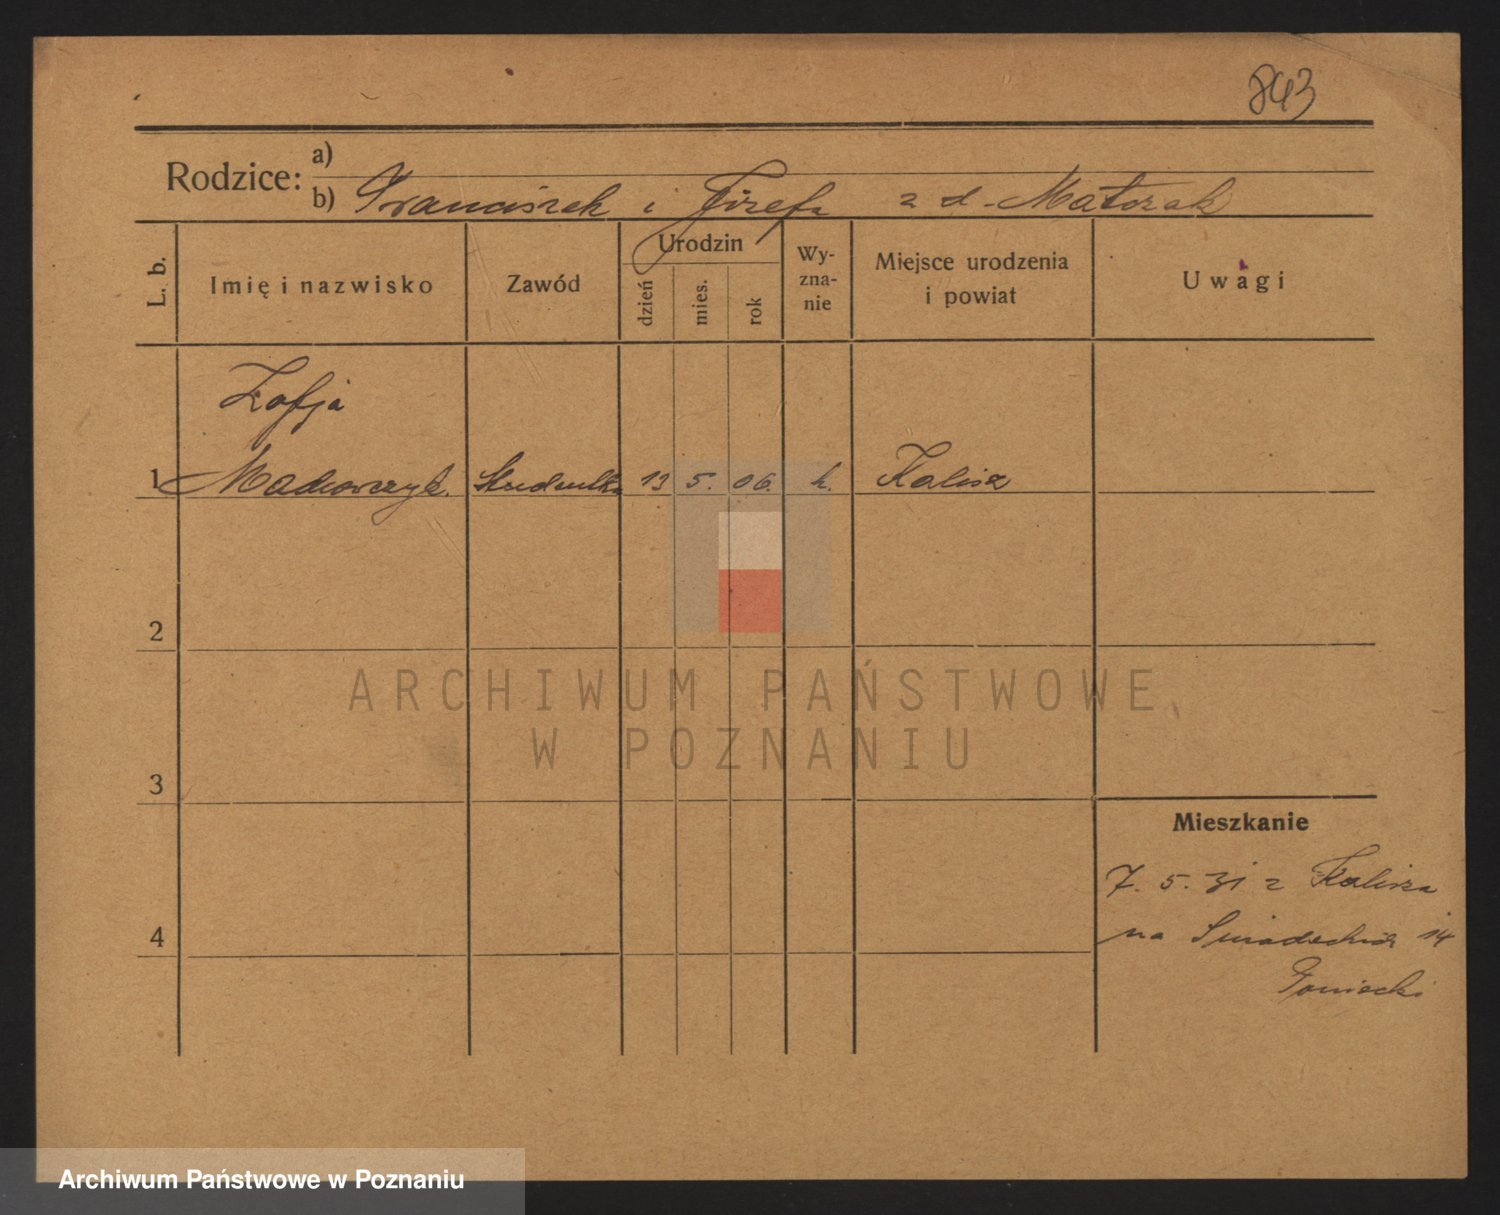 843
Rodzice: a)
b) Franciszek i Józefa z d. Matczak
L. b.
Imię i nazwisko
Zawód
Urodzin
dzień
mies.
rok
Wy-
zna-
nie
Miejsce urodzenia
i powiat
Uwagi
Zofja
1 Studentka 13 5. 06. k. Kalisz
2
ARCHIWUM PAŃSTWOWE
W POZNANIU
3
Mieszkanie
7. 5. 31 z Kalisza
4
na Śniadeckich 14
Archiwum Państwowe w Poznaniu